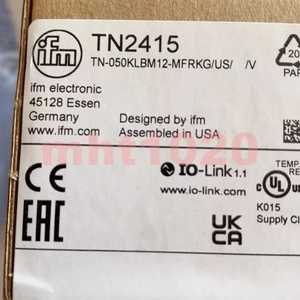 ifm
TN2415
TN-050KLBM12-MFRKG/US/ /V
ifm electronic
45128 Essen
Germany
www.ifm.com
Designed by ifm
Assembled in USA
20
mht1020
CE
IO-Link 1.1
io-link.com
TEMP.
RE
c UL US
K015
Supply Cl
EAC
UK
CA